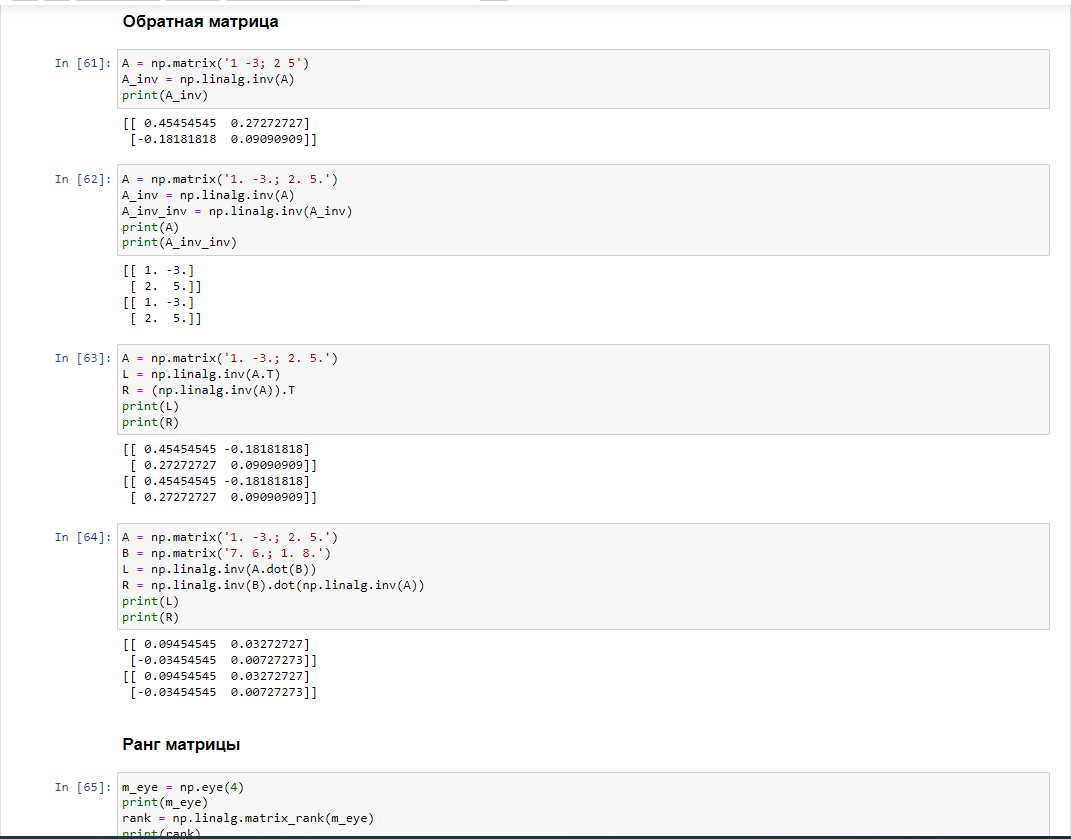 Обратная матрица
In [61]: A = np.matrix('1 -3; 2 5')
A_inv = np.linalg.inv(A)
print(A_inv)
[[ 0.45454545  0.27272727]
 [-0.18181818  0.09090909]]
In [62]: A = np.matrix('1. -3.; 2. 5.')
A_inv = np.linalg.inv(A)
A_inv_inv = np.linalg.inv(A_inv)
print(A)
print(A_inv_inv)
[[ 1. -3.]
 [ 2.  5.]]
[[ 1. -3.]
 [ 2.  5.]]
In [63]: A = np.matrix('1. -3.; 2. 5.')
L = np.linalg.inv(A.T)
R = (np.linalg.inv(A)).T
print(L)
print(R)
[[ 0.45454545 -0.18181818]
 [ 0.27272727  0.09090909]]
[[ 0.45454545 -0.18181818]
 [ 0.27272727  0.09090909]]
In [64]: A = np.matrix('1. -3.; 2. 5.')
B = np.matrix('7. 6.; 1. 8.')
L = np.linalg.inv(A.dot(B))
R = np.linalg.inv(B).dot(np.linalg.inv(A))
print(L)
print(R)
[[ 0.09454545  0.03272727]
 [-0.03454545  0.00727273]]
[[ 0.09454545  0.03272727]
 [-0.03454545  0.00727273]]
Ранг матрицы
In [65]: m_eye = np.eye(4)
print(m_eye)
rank = np.linalg.matrix_rank(m_eye)
print(rank)